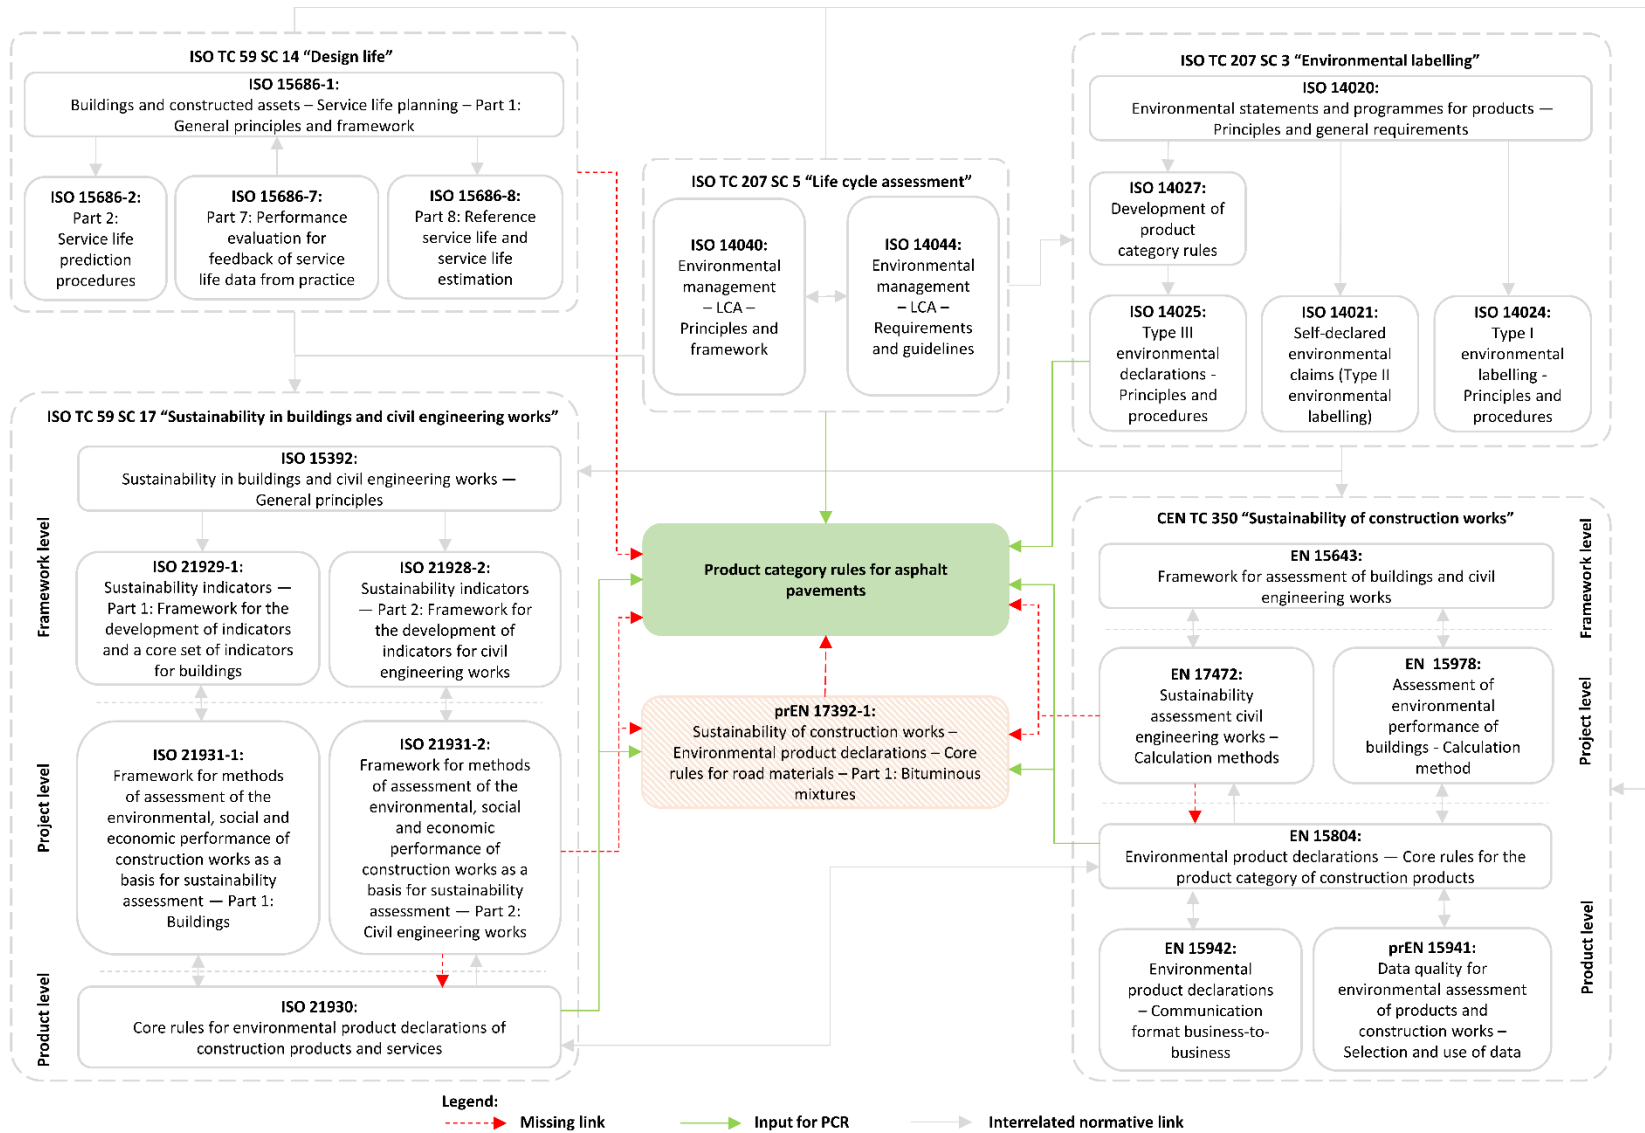 ISO TC 59 SC 14 “Design life”
ISO 15686-1:
Buildings and constructed assets – Service life planning – Part 1:
General principles and framework
ISO 15686-2:
Part 2:
Service life
prediction
procedures
ISO 15686-7:
Part 7: Performance
evaluation for
feedback of service
life data from practice
ISO 15686-8:
Part 8: Reference
service life and
service life
estimation
ISO TC 207 SC 5 “Life cycle assessment”
ISO 14040:
Environmental
management
– LCA –
Principles and
framework
ISO 14044:
Environmental
management
– LCA –
Requirements
and guidelines
ISO TC 207 SC 3 “Environmental labelling”
ISO 14020:
Environmental statements and programmes for products —
Principles and general requirements
ISO 14027:
Development of
product
category rules
ISO 14025:
Type III
environmental
declarations -
Principles and
procedures
ISO 14021:
Self-declared
environmental
claims (Type II
environmental
labelling)
ISO 14024:
Type I
environmental
labelling -
Principles and
procedures
ISO TC 59 SC 17 “Sustainability in buildings and civil engineering works”
ISO 15392:
Sustainability in buildings and civil engineering works —
General principles
Framework level
ISO 21929-1:
Sustainability indicators —
Part 1: Framework for the
development of indicators
and a core set of indicators
for buildings
ISO 21928-2:
Sustainability indicators
— Part 2: Framework for
the development of
indicators for civil
engineering works
Project level
ISO 21931-1:
Framework for methods
of assessment of the
environmental, social and
economic performance of
construction works as a
basis for sustainability
assessment — Part 1:
Buildings
ISO 21931-2:
Framework for methods
of assessment of the
environmental, social
and economic
performance of
construction works as a
basis for sustainability
assessment — Part 2:
Civil engineering works
Product level
ISO 21930:
Core rules for environmental product declarations of
construction products and services
Product category rules for asphalt
pavements
prEN 17392-1:
Sustainability of construction works –
Environmental product declarations – Core
rules for road materials – Part 1: Bituminous
mixtures
CEN TC 350 “Sustainability of construction works”
Framework level
EN 15643:
Framework for assessment of buildings and civil
engineering works
Project level
EN 17472:
Sustainability
assessment civil
engineering works –
Calculation methods
EN 15978:
Assessment of
environmental
performance of
buildings - Calculation
method
EN 15804:
Environmental product declarations — Core rules for the
product category of construction products
Product level
EN 15942:
Environmental
product declarations
– Communication
format business-to-
business
prEN 15941:
Data quality for
environmental assessment
of products and
construction works –
Selection and use of data
Legend:
Missing link
Input for PCR
Interrelated normative link